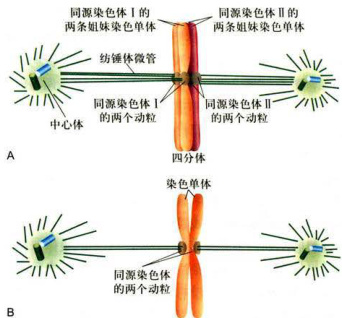 同源染色体Ⅰ的
两条姐妹染色单体
同源染色体Ⅱ的
两条姐妹染色单体
纺锤体微管
中心体
同源染色体Ⅰ
的两个动粒
同源染色体Ⅱ
的两个动粒
四分体
A
染色单体
同源染色体
的两个动粒
B